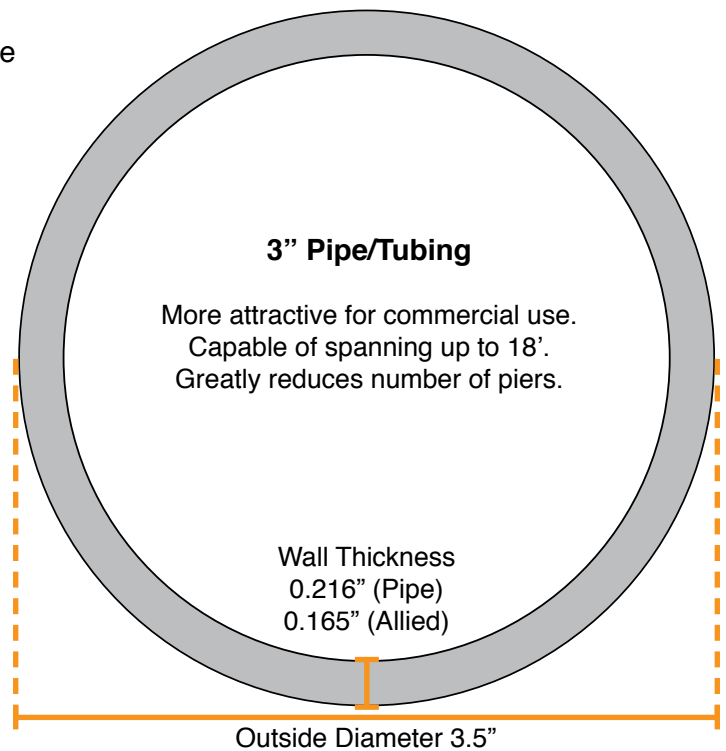 e
3” Pipe/Tubing
More attractive for commercial use.
Capable of spanning up to 18’.
Greatly reduces number of piers.
Wall Thickness
0.216” (Pipe)
0.165” (Allied)
Outside Diameter 3.5”